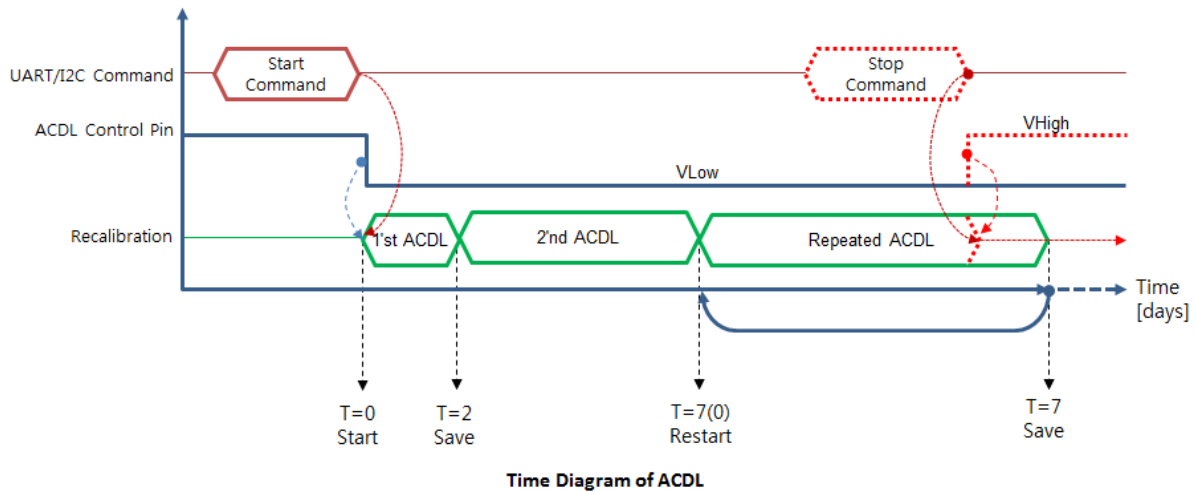 UART/I2C Command
Start
Command
Stop
Command
ACDL Control Pin
VLow
VHigh
Recalibration
1'st ACDL
2'nd ACDL
Repeated ACDL
Time
[days]
T=0
Start
T=2
Save
T=7(0)
Restart
T=7
Save
Time Diagram of ACDL